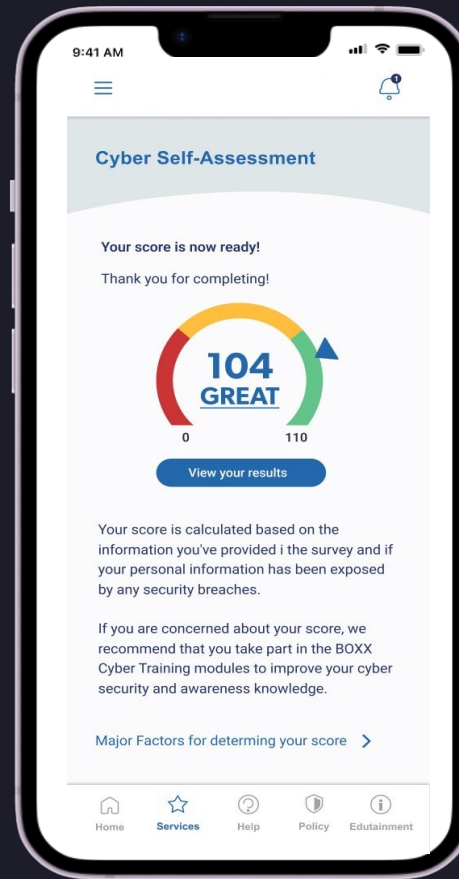 9:41 AM
1
Cyber Self-Assessment
Your score is now ready!
Thank you for completing!
104
GREAT
0 110
View your results
Your score is calculated based on the
information you've provided i the survey and if
your personal information has been exposed
by any security breaches.
If you are concerned about your score, we
recommend that you take part in the BOXX
Cyber Training modules to improve your cyber
security and awareness knowledge.
Major Factors for determining your score
Home Services Help Policy Edutainment